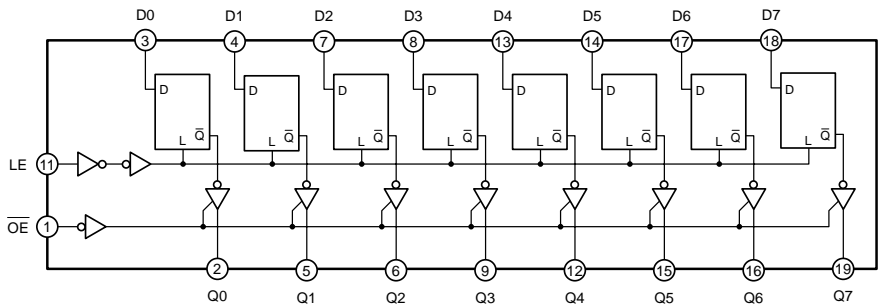 D0 D1 D2 D3 D4 D5 D6 D7
3 4 7 8 13 14 17 18
D D D D D D D D
L Q̅ L Q̅ L Q̅ L Q̅ L Q̅ L Q̅ L Q̅ L Q̅
LE 11
O̅E̅ 1
2 5 6 9 12 15 16 19
Q0 Q1 Q2 Q3 Q4 Q5 Q6 Q7